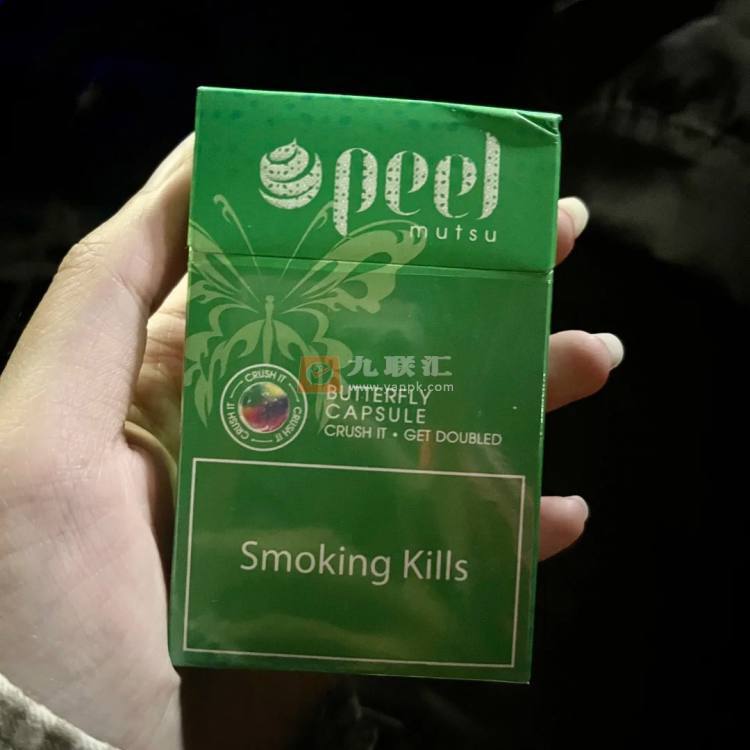 peel
mutsu
九联汇
www.yanpk.com
CRUSH IT
CRUSH IT
CRUSH IT
BUTTERFLY
CAPSULE
CRUSH IT • GET DOUBLED
Smoking Kills